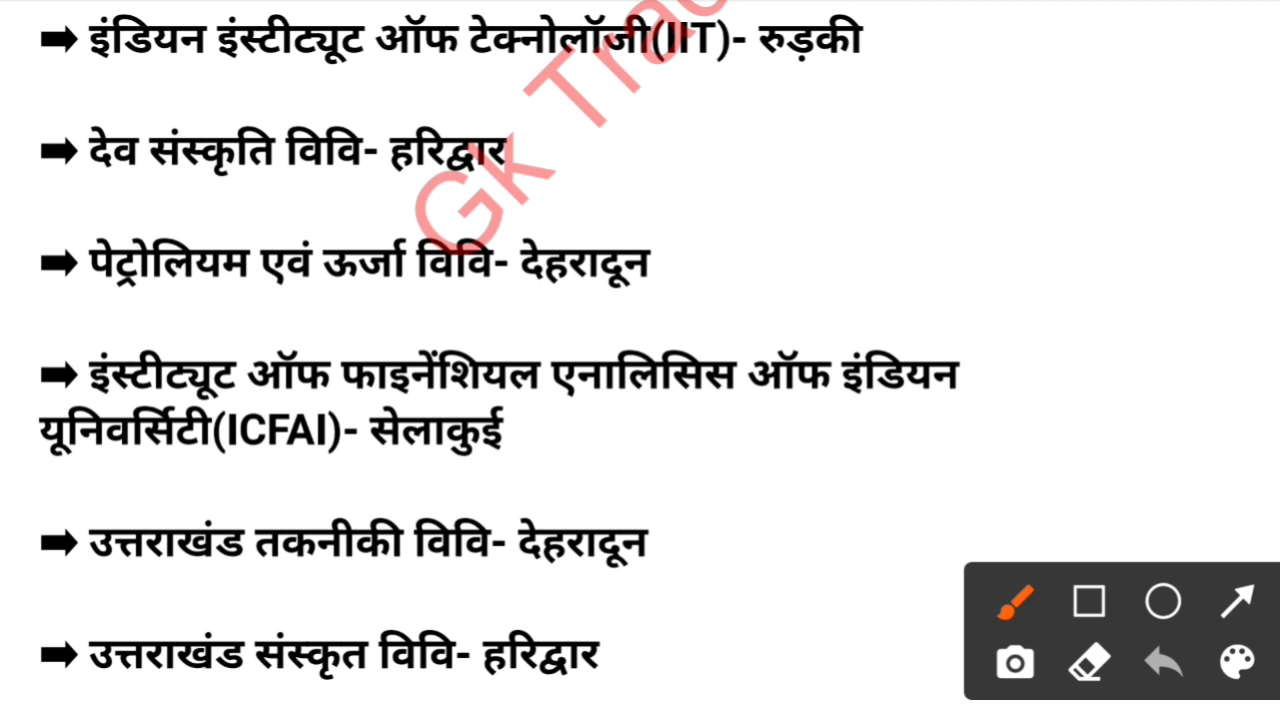 ➡ इंडियन इंस्टीट्यूट ऑफ टेक्नोलॉजी(IIT)- रुड़की
➡ देव संस्कृति विवि- हरिद्वार
➡ पेट्रोलियम एवं ऊर्जा विवि- देहरादून
➡ इंस्टीट्यूट ऑफ फाइनेंशियल एनालिसिस ऑफ इंडियन
यूनिवर्सिटी(ICFAI)- सेलाकुई
➡ उत्तराखंड तकनीकी विवि- देहरादून
➡ उत्तराखंड संस्कृत विवि- हरिद्वार
Gk